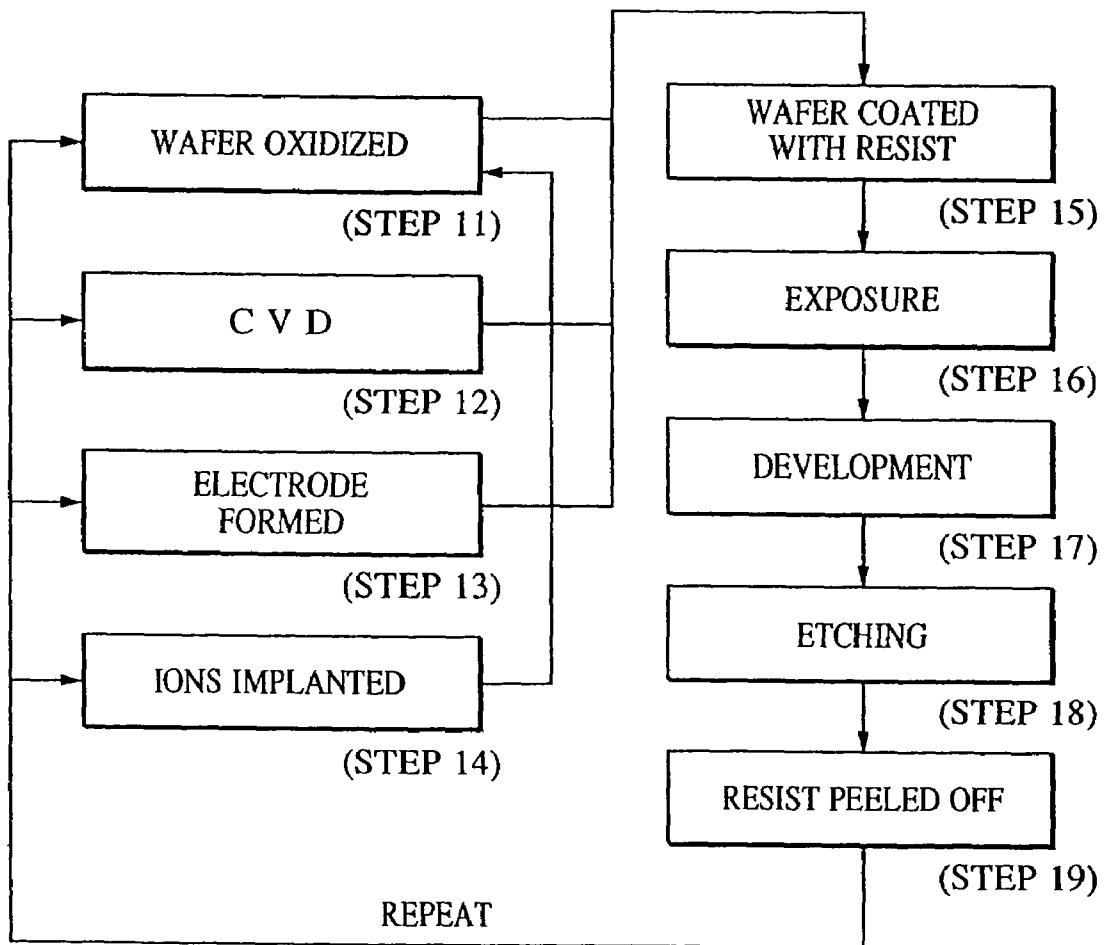 WAFER OXIDIZED
(STEP 11)
C V D
(STEP 12)
ELECTRODE
FORMED
(STEP 13)
IONS IMPLANTED
(STEP 14)
WAFER COATED
WITH RESIST
(STEP 15)
EXPOSURE
(STEP 16)
DEVELOPMENT
(STEP 17)
ETCHING
(STEP 18)
RESIST PEELED OFF
(STEP 19)
REPEAT